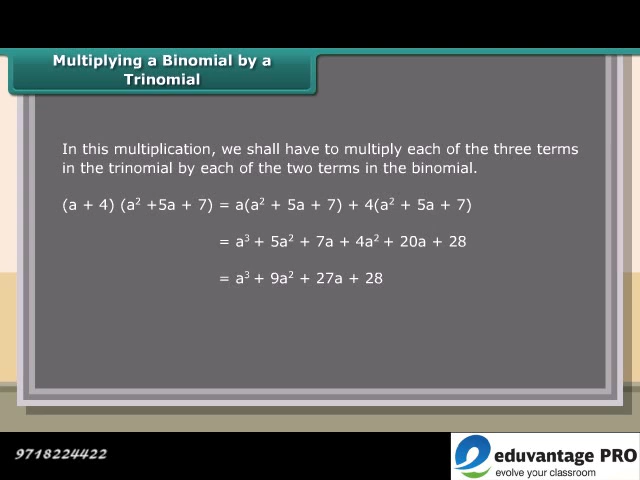 Multiplying a Binomial by a
Trinomial
In this multiplication, we shall have to multiply each of the three terms
in the trinomial by each of the two terms in the binomial.
(a + 4) (a² +5a + 7) = a(a² + 5a + 7) + 4(a² + 5a + 7)
= a³ + 5a² + 7a + 4a² + 20a + 28
= a³ + 9a² + 27a + 28
9718224422
eduvantage PRO
evolve your classroom